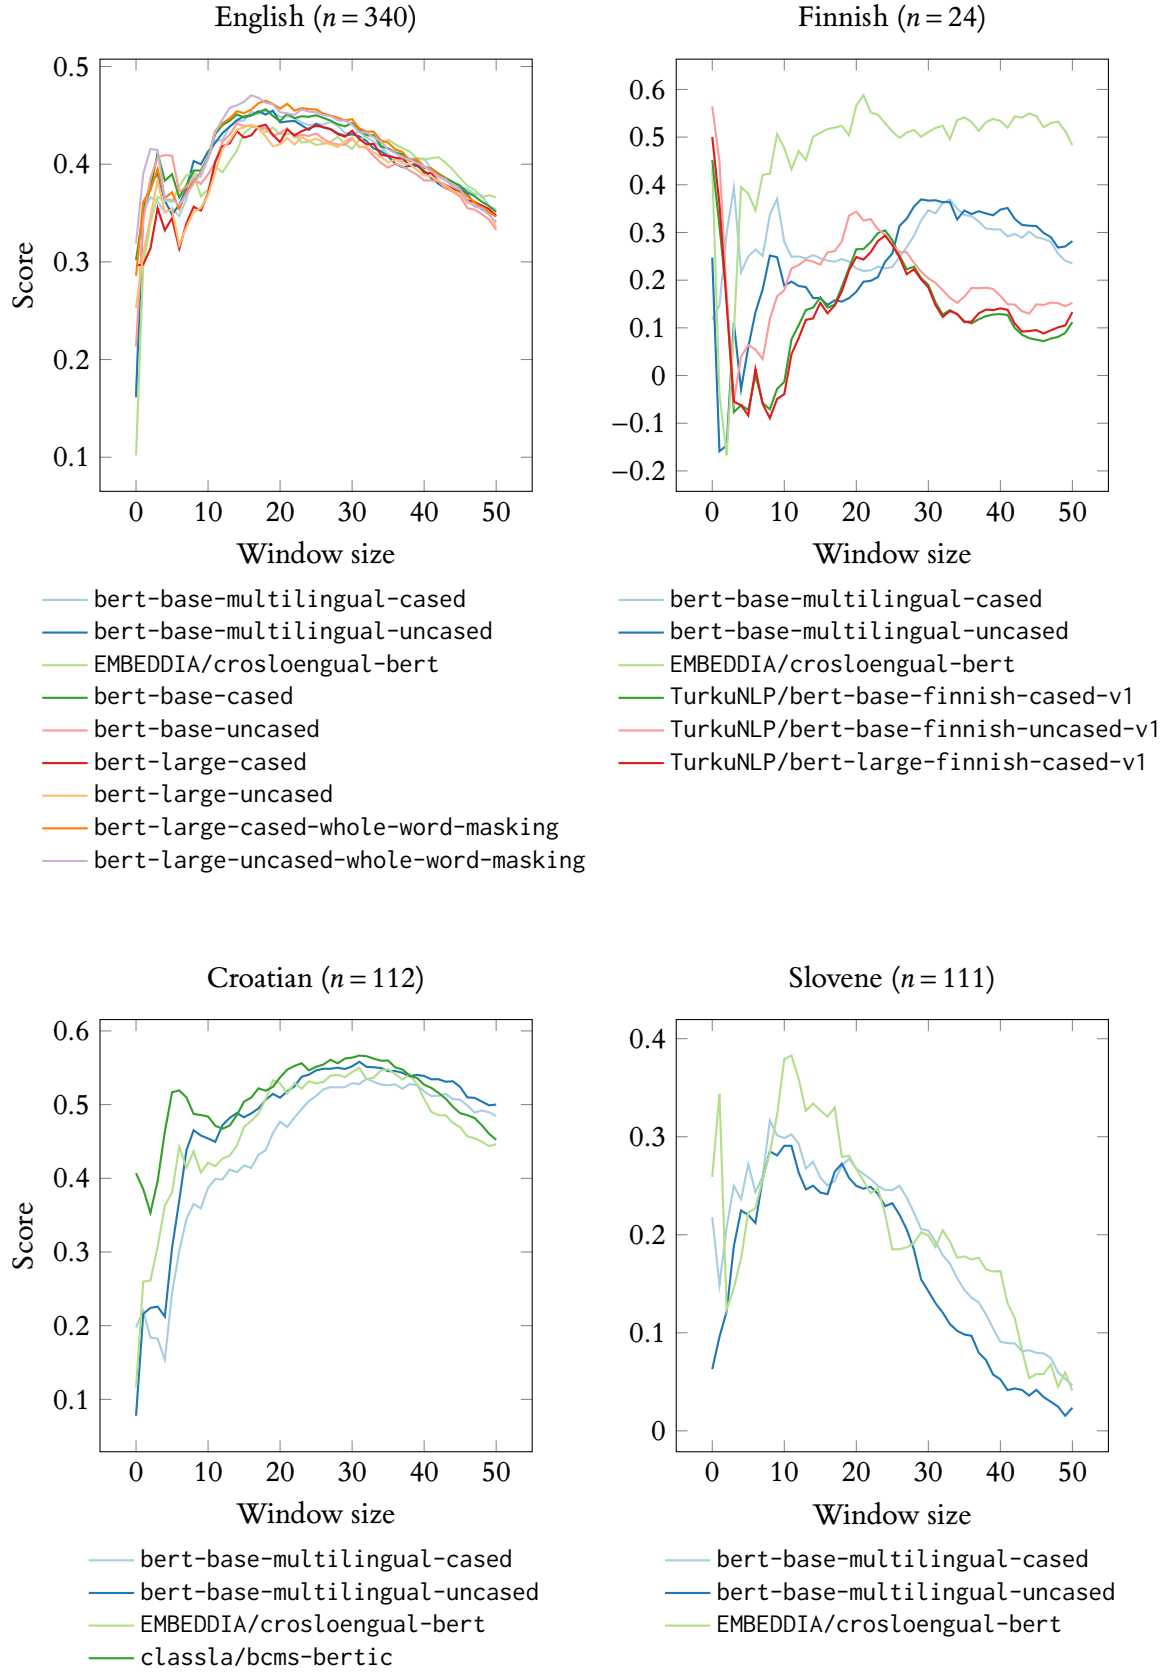 English (n = 340)
0.5
0.4
0.3
0.2
0.1
Score
0 10 20 30 40 50
Window size
bert-base-multilingual-cased
bert-base-multilingual-uncased
EMBEDDIA/crosloengual-bert
bert-base-cased
bert-base-uncased
bert-large-cased
bert-large-uncased
bert-large-cased-whole-word-masking
bert-large-uncased-whole-word-masking
Finnish (n = 24)
0.6
0.5
0.4
0.3
0.2
0.1
0
−0.1
−0.2
0 10 20 30 40 50
Window size
bert-base-multilingual-cased
bert-base-multilingual-uncased
EMBEDDIA/crosloengual-bert
TurkuNLP/bert-base-finnish-cased-v1
TurkuNLP/bert-base-finnish-uncased-v1
TurkuNLP/bert-large-finnish-cased-v1
Croatian (n = 112)
0.6
0.5
0.4
0.3
0.2
0.1
Score
0 10 20 30 40 50
Window size
bert-base-multilingual-cased
bert-base-multilingual-uncased
EMBEDDIA/crosloengual-bert
classla/bcms-bertic
Slovene (n = 111)
0.4
0.3
0.2
0.1
0
0 10 20 30 40 50
Window size
bert-base-multilingual-cased
bert-base-multilingual-uncased
EMBEDDIA/crosloengual-bert